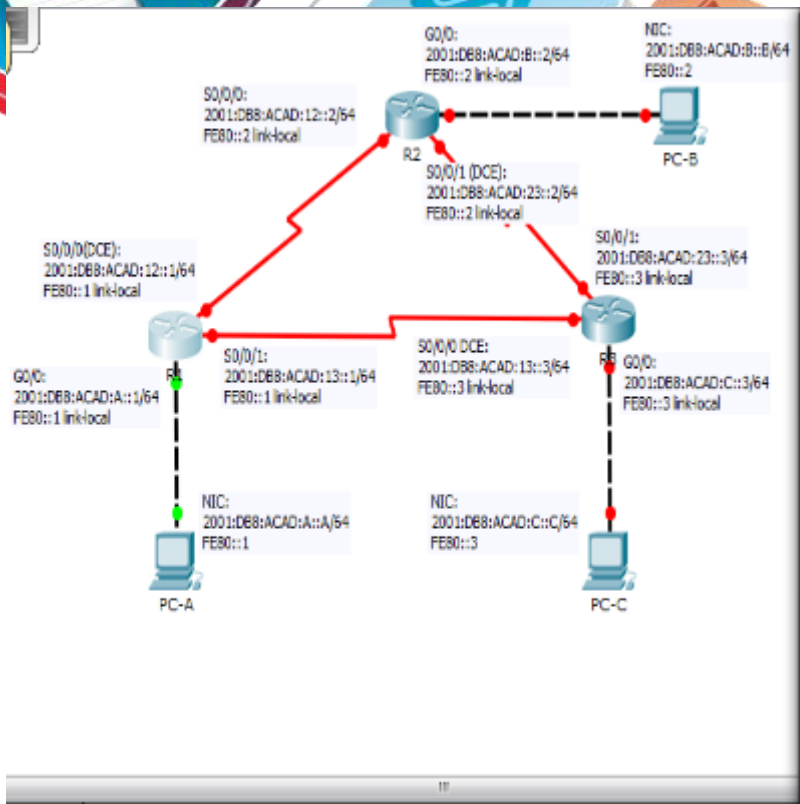 G0/0:
2001:DB8:ACAD:B::2/64
FE80::2 link-local
NIC:
2001:DB8:ACAD:B::B/64
FE80::2
S0/0/0:
2001:DB8:ACAD:12::2/64
FE80::2 link-local
R2
PC-B
S0/0/1 (DCE):
2001:DB8:ACAD:23::2/64
FE80::2 link-local
S0/0/0(DCE):
2001:DB8:ACAD:12::1/64
FE80::1 link-local
S0/0/1:
2001:DB8:ACAD:23::3/64
FE80::3 link-local
R1
R3
G0/0:
2001:DB8:ACAD:A::1/64
FE80::1 link-local
S0/0/1:
2001:DB8:ACAD:13::1/64
FE80::1 link-local
S0/0/0 DCE:
2001:DB8:ACAD:13::3/64
FE80::3 link-local
G0/0:
2001:DB8:ACAD:C::3/64
FE80::3 link-local
NIC:
2001:DB8:ACAD:A::A/64
FE80::1
NIC:
2001:DB8:ACAD:C::C/64
FE80::3
PC-A
PC-C